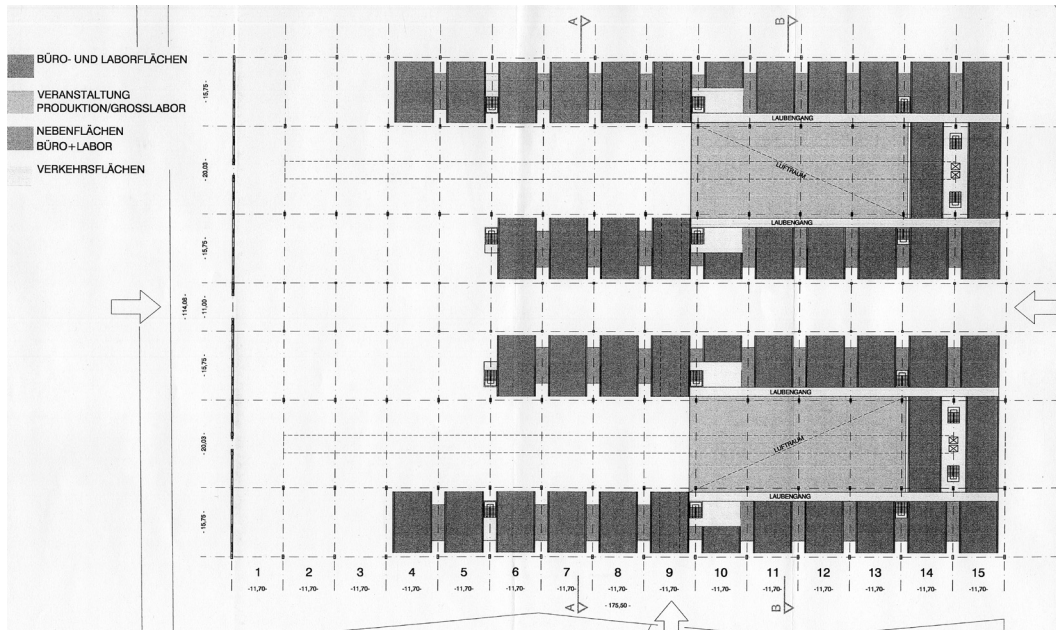 A
B
BÜRO- UND LABORFLÄCHEN
VERANSTALTUNG
PRODUKTION/GROSSLABOR
NEBENFLÄCHEN
BÜRO+LABOR
VERKEHRSFLÄCHEN
- 15,75 -
LAUBENGANG
- 20,03 -
LUFTRAUM
LAUBENGANG
- 15,75 -
- 114,06 -
- 11,00 -
- 15,75 -
LAUBENGANG
- 20,03 -
LUFTRAUM
LAUBENGANG
- 15,75 -
1 2 3 4 5 6 7 8 9 10 11 12 13 14 15
-11,70- -11,70- -11,70- -11,70- -11,70- -11,70- -11,70- -11,70- -11,70- -11,70- -11,70- -11,70- -11,70- -11,70- -11,70-
A - 175,50 - B